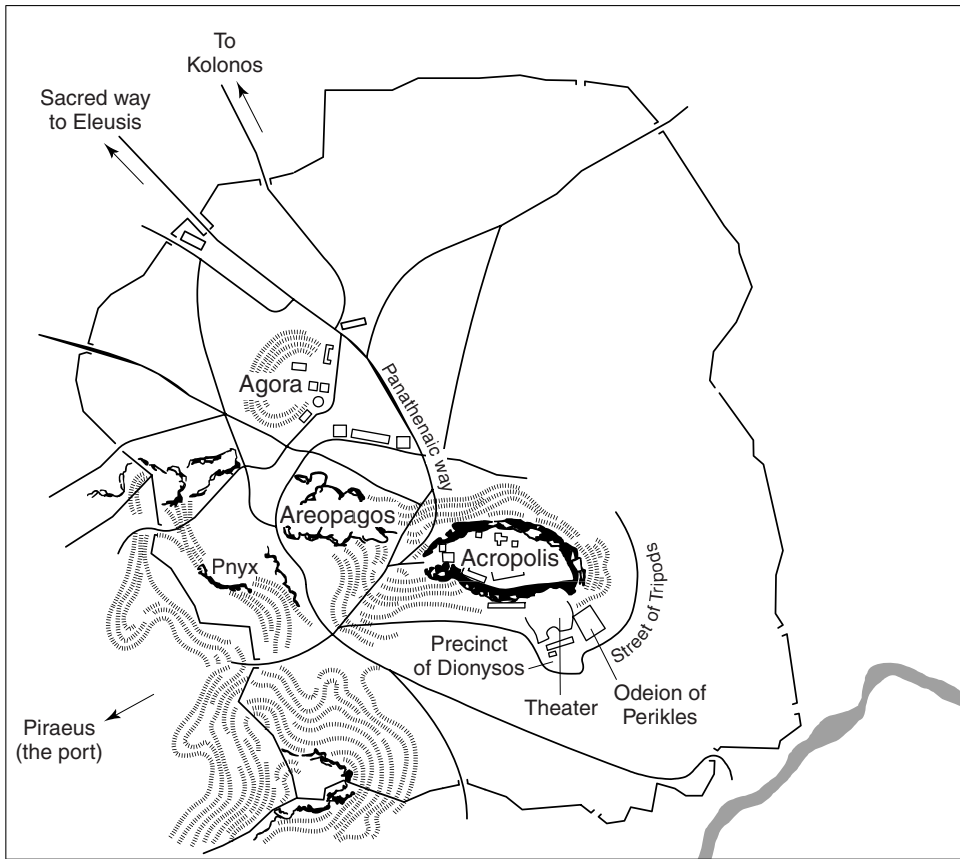 To
Kolonos
Sacred way
to Eleusis
Agora
Panathenaic way
Areopagos
Acropolis
Pnyx
Street of Tripods
Precinct
of Dionysos
Theater
Odeion of
Perikles
Piraeus
(the port)